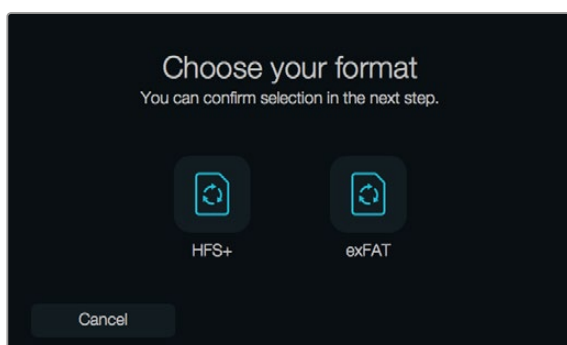 Choose your format
You can confirm selection in the next step.
HFS+ exFAT
Cancel